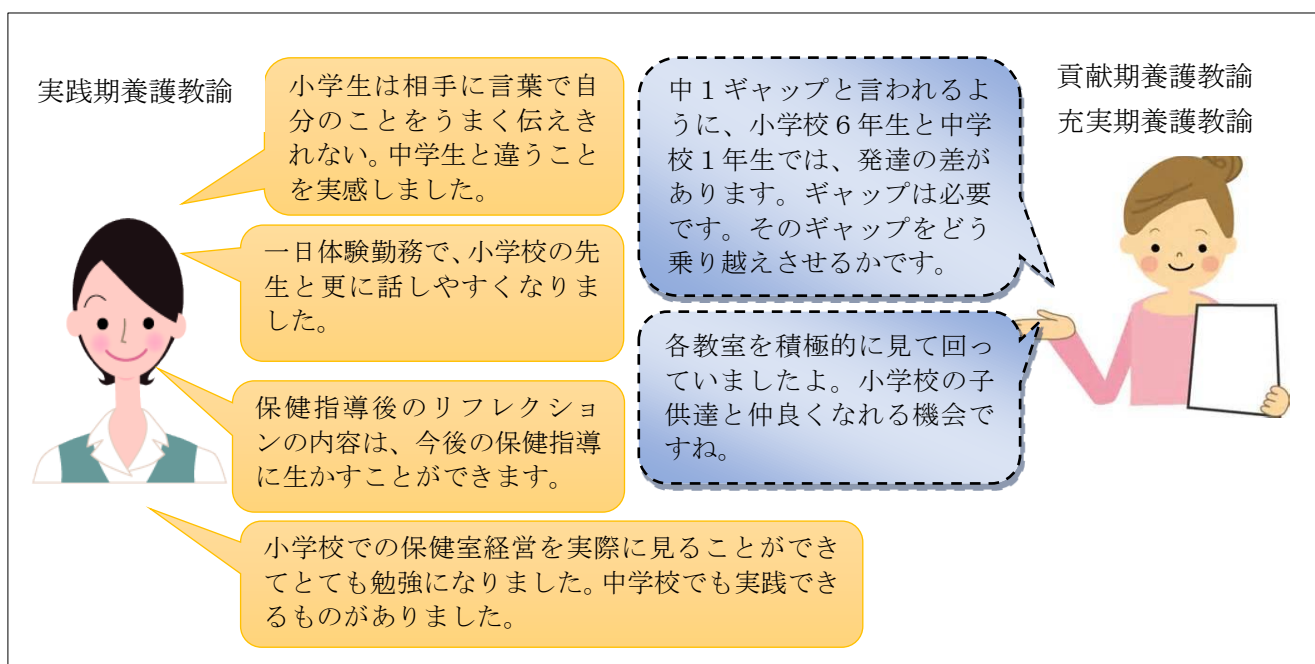 実践期養護教諭
小学生は相手に言葉で自
分のことをうまく伝えき
れない。中学生と違うこと
を実感しました。
一日体験勤務で、小学校の先
生と更に話しやすくなりま
した。
保健指導後のリフレクショ
ンの内容は、今後の保健指導
に生かすことができます。
小学校での保健室経営を実際に見ることができ
てとても勉強になりました。中学校でも実践でき
るものがありました。
中１ギャップと言われるよ
うに、小学校６年生と中学
校１年生では、発達の差が
あります。ギャップは必要
です。そのギャップをどう
乗り越えさせるかです。
各教室を積極的に見て回っ
ていましたよ。小学校の子
供達と仲良くなれる機会で
すね。
貢献期養護教諭
充実期養護教諭